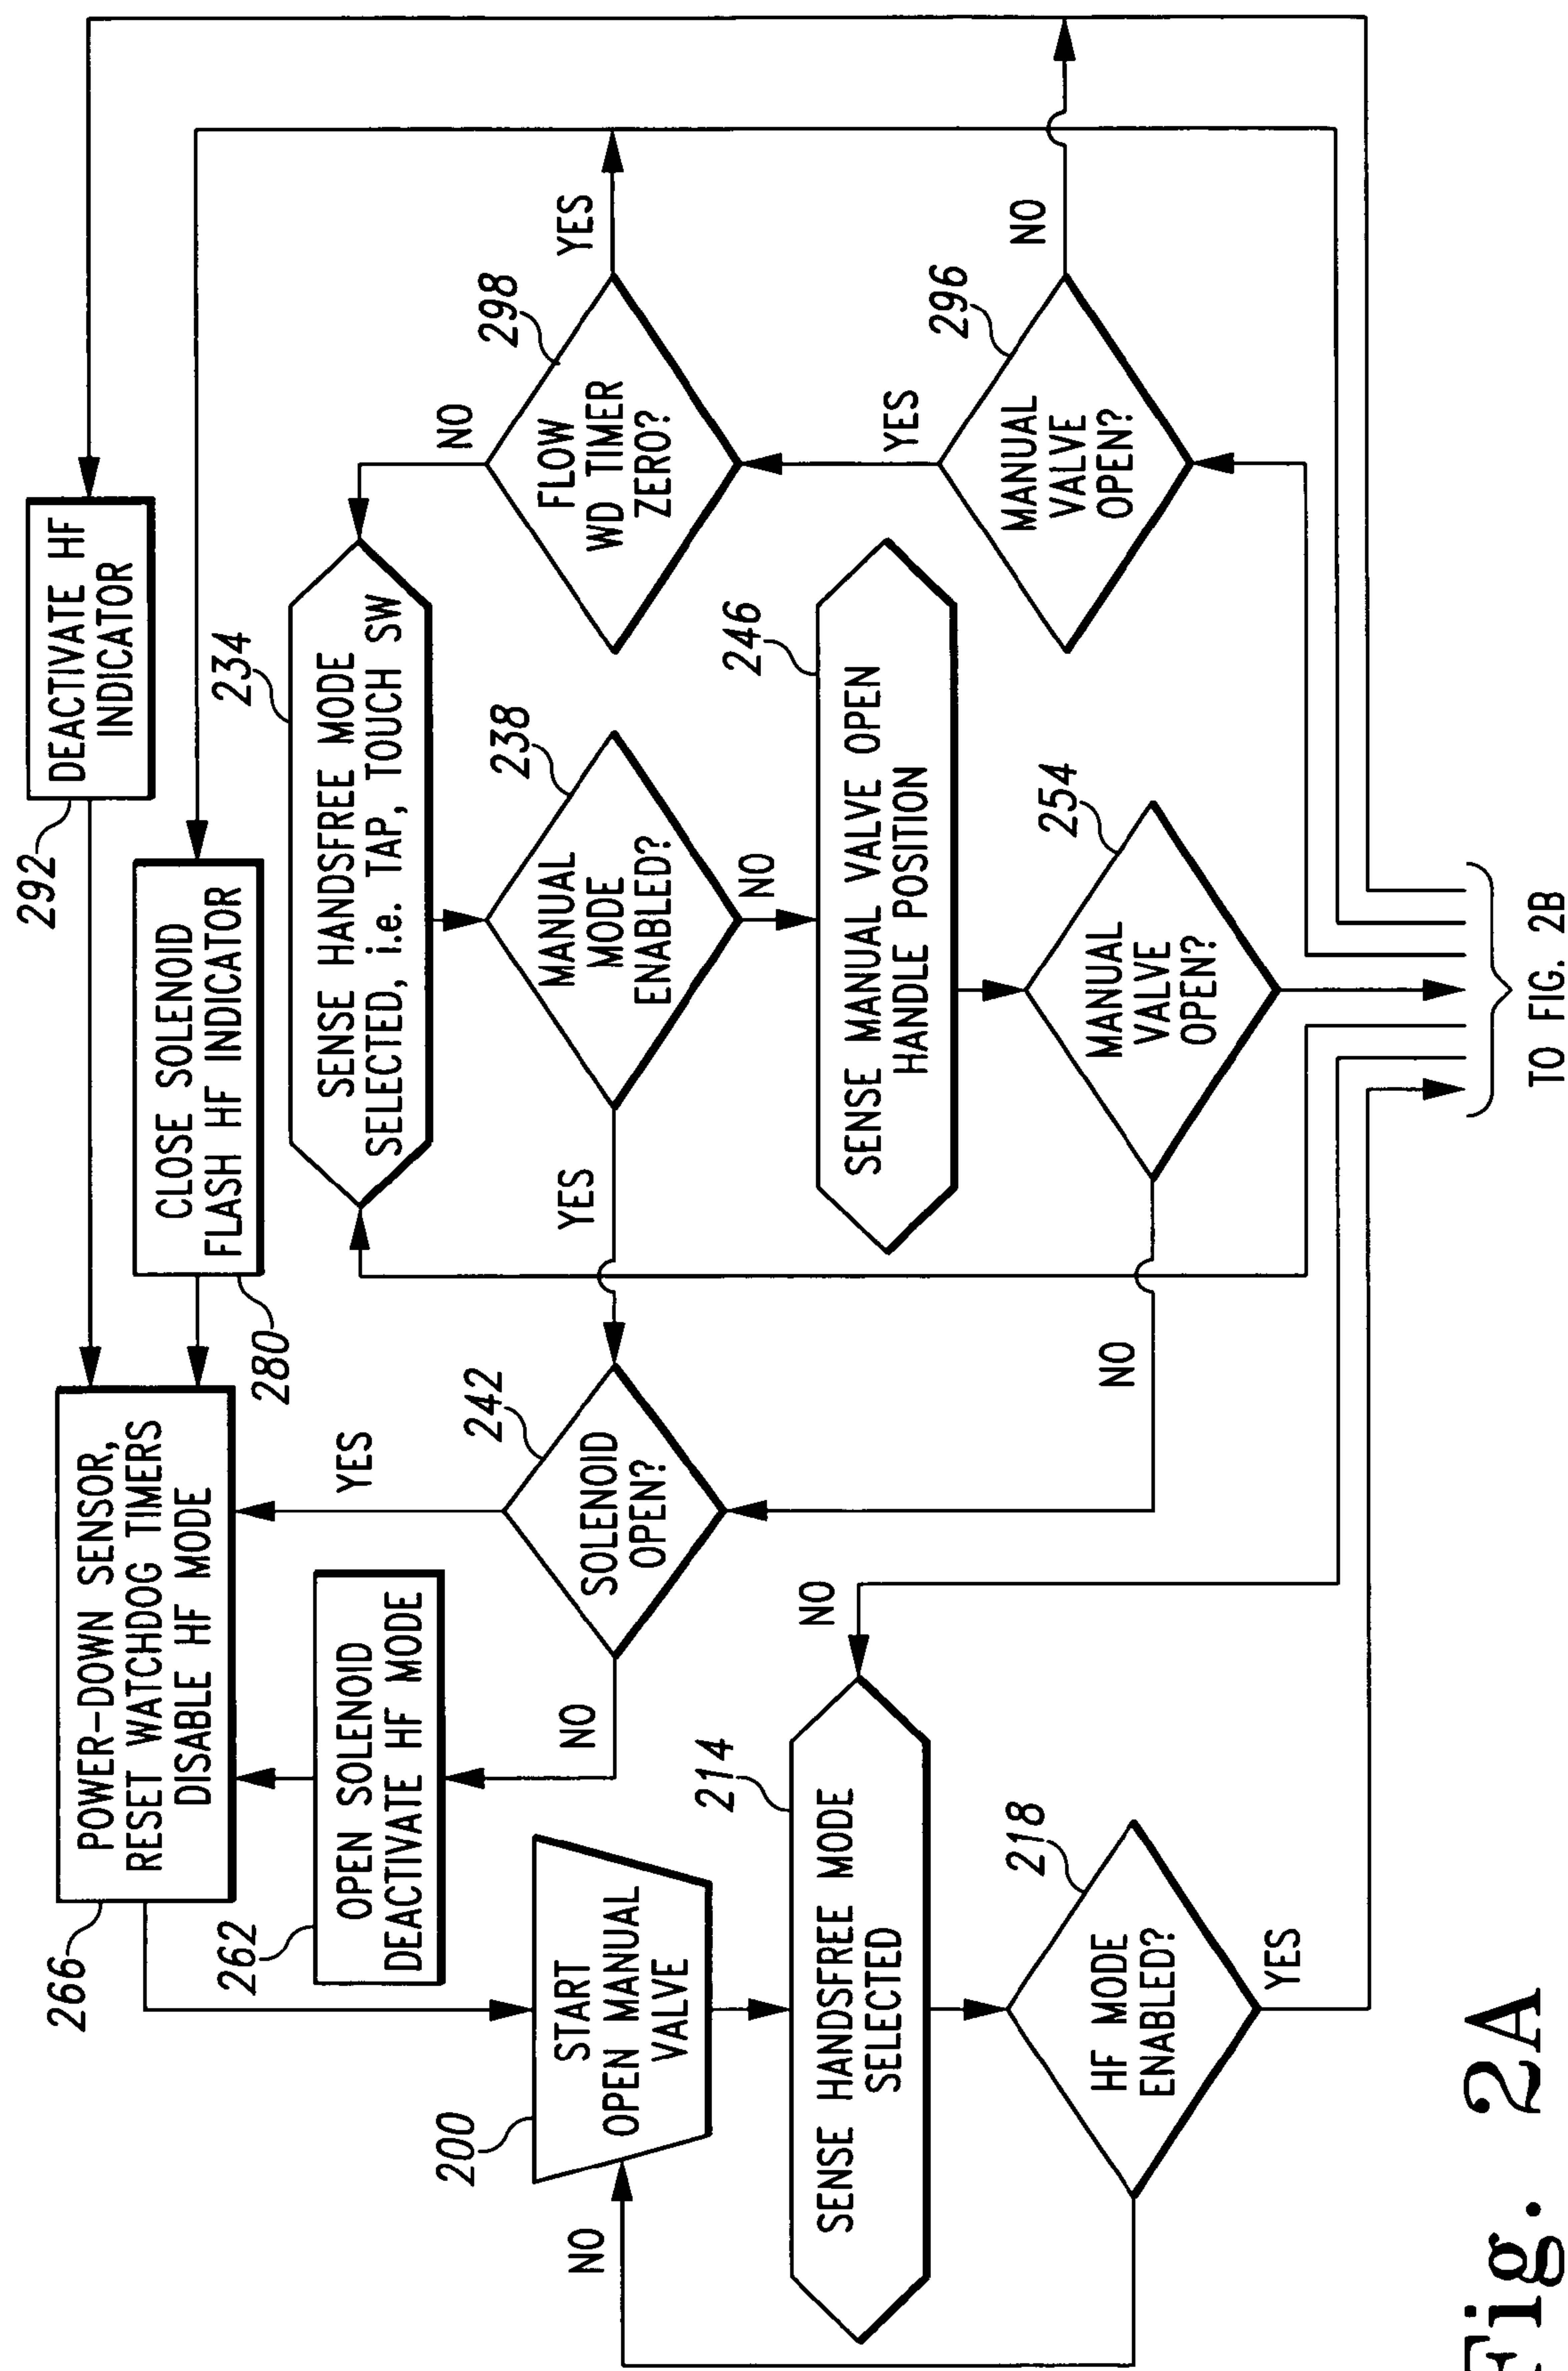 292
DEACTIVATE HF
INDICATOR
CLOSE SOLENOID
FLASH HF INDICATOR
280
266
POWER-DOWN SENSOR,
RESET WATCHDOG TIMERS
DISABLE HF MODE
262
OPEN SOLENOID
DEACTIVATE HF MODE
YES
NO
242
SOLENOID
OPEN?
234
SENSE HANDSFREE MODE
SELECTED, i.e. TAP, TOUCH SW
238
MANUAL
MODE
ENABLED?
YES
NO
298
FLOW
WD TIMER
ZERO?
NO
YES
246
SENSE MANUAL VALVE OPEN
HANDLE POSITION
254
MANUAL
VALVE
OPEN?
NO
296
MANUAL
VALVE
OPEN?
YES
NO
200
START
OPEN MANUAL
VALVE
NO
214
SENSE HANDSFREE MODE
SELECTED
NO
218
HF MODE
ENABLED?
YES
TO FIG. 2B
Fig. 2A